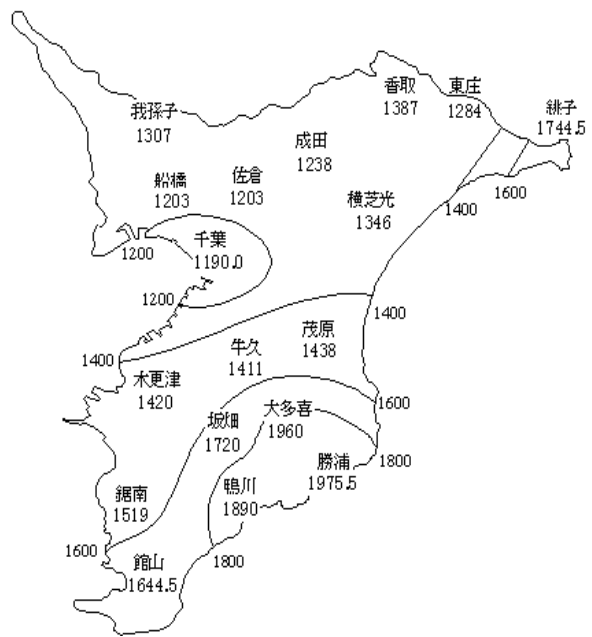 香取
1387
東庄
1284
銚子
1744.5
我孫子
1307
成田
1238
船橋
1203
佐倉
1203
横芝光
1346
1600
1400
千葉
1190.0
1200
1200
1400
茂原
1438
牛久
1411
1400
木更津
1420
坂畑
1720
大多喜
1960
1600
勝浦
1975.5
1800
鋸南
1519
鴨川
1890
1600
館山
1644.5
1800